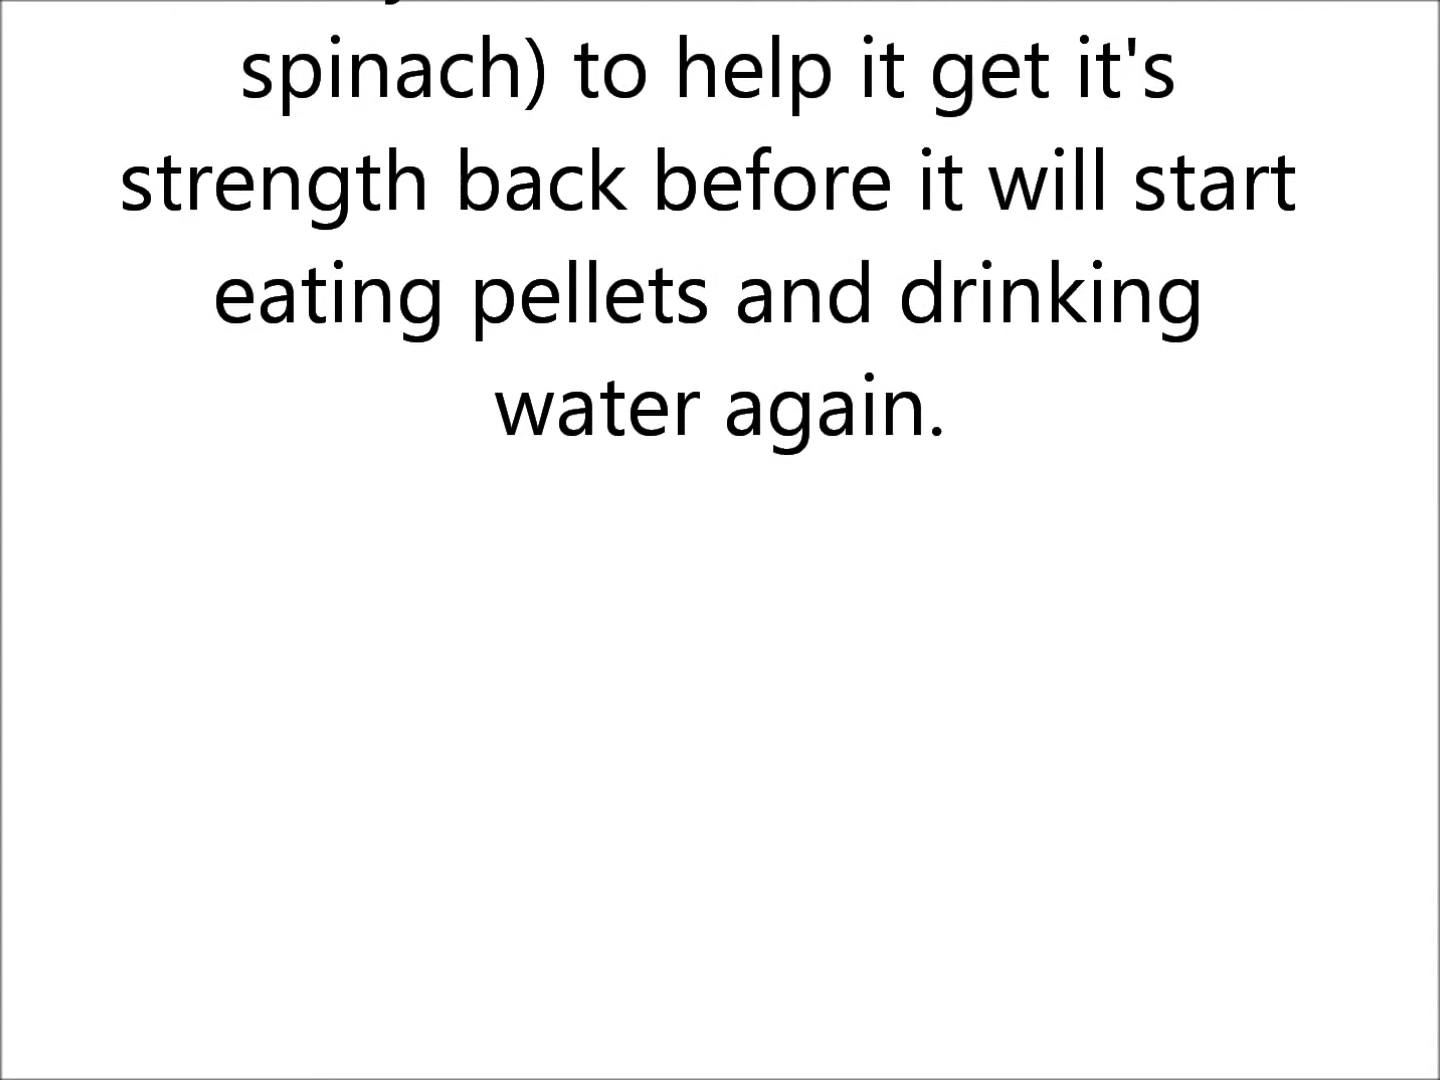 spinach) to help it get it's
strength back before it will start
eating pellets and drinking
water again.